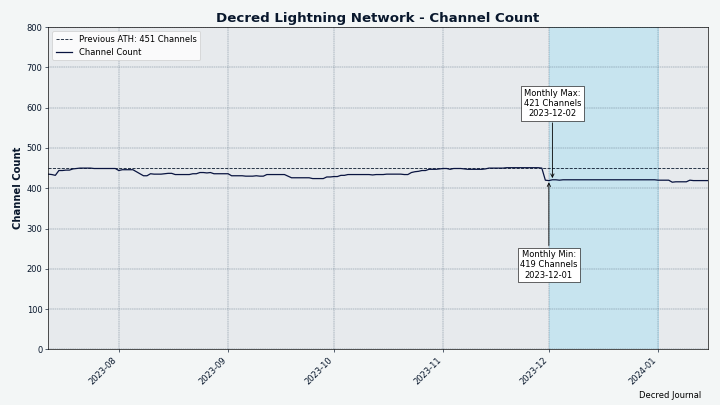 Decred Lightning Network - Channel Count
Previous ATH: 451 Channels
Channel Count
Channel Count
800
700
600
500
400
300
200
100
0
Monthly Max:
421 Channels
2023-12-02
Monthly Min:
419 Channels
2023-12-01
2023-08
2023-09
2023-10
2023-11
2023-12
2024-01
Decred Journal